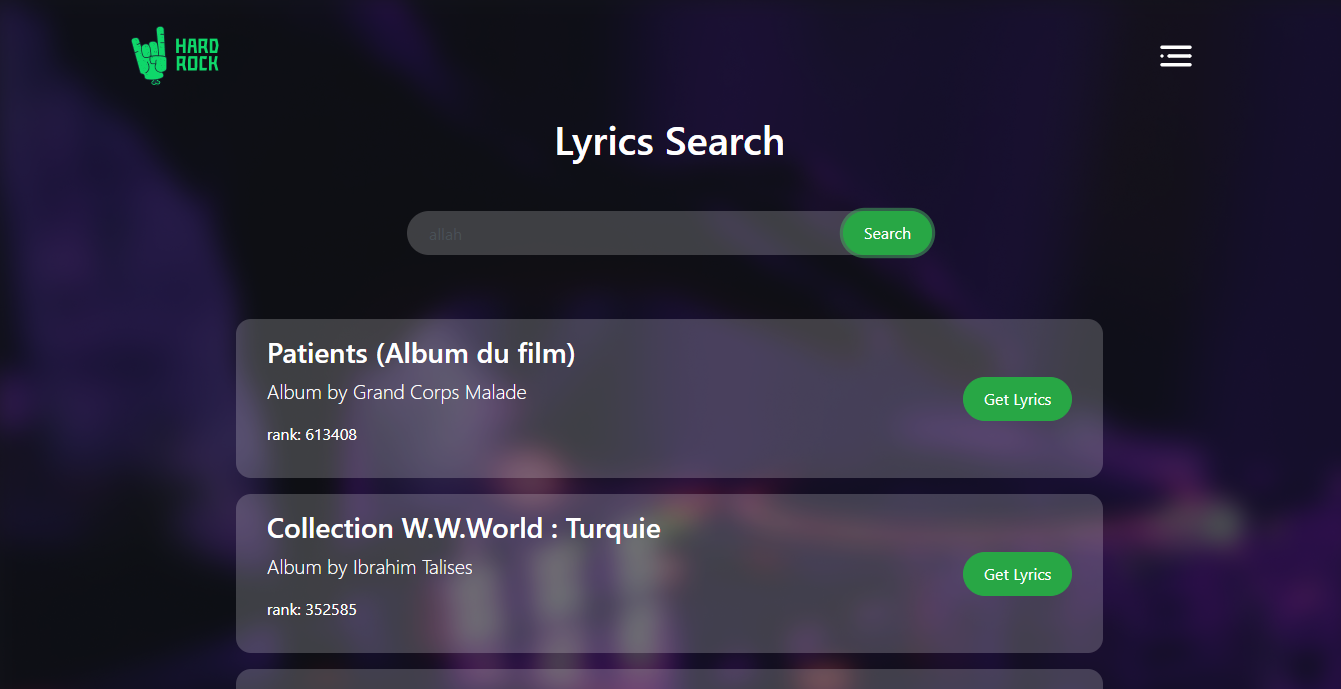 HARD
ROCK
Lyrics Search
allah
Search
Patients (Album du film)
Album by Grand Corps Malade
rank: 613408
Get Lyrics
Collection W.W.World : Turquie
Album by Ibrahim Talises
rank: 352585
Get Lyrics